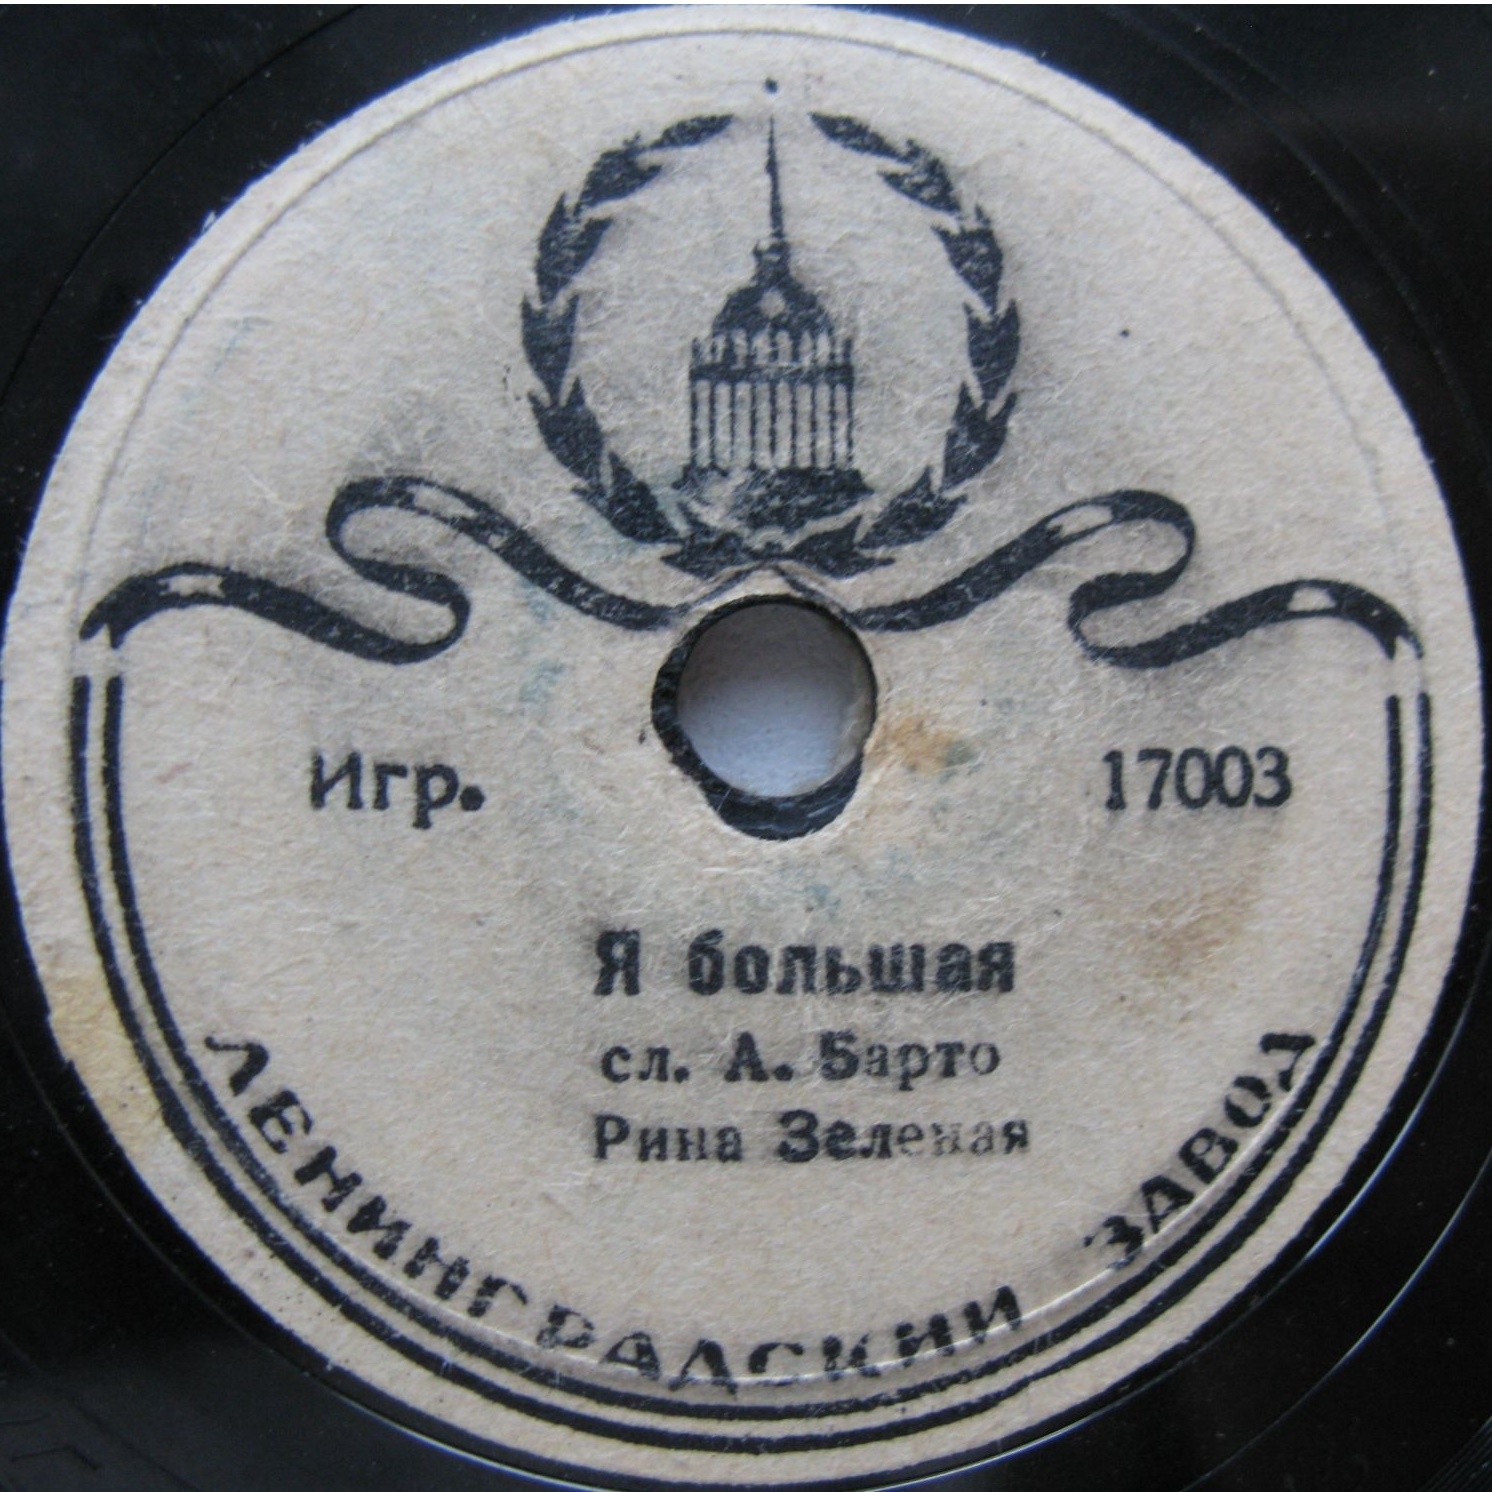 Игр. 17003
Я большая
сл. А. Барто
Рина Зеленая
ЛЕНИНГРАДСКИЙ ЗАВОД